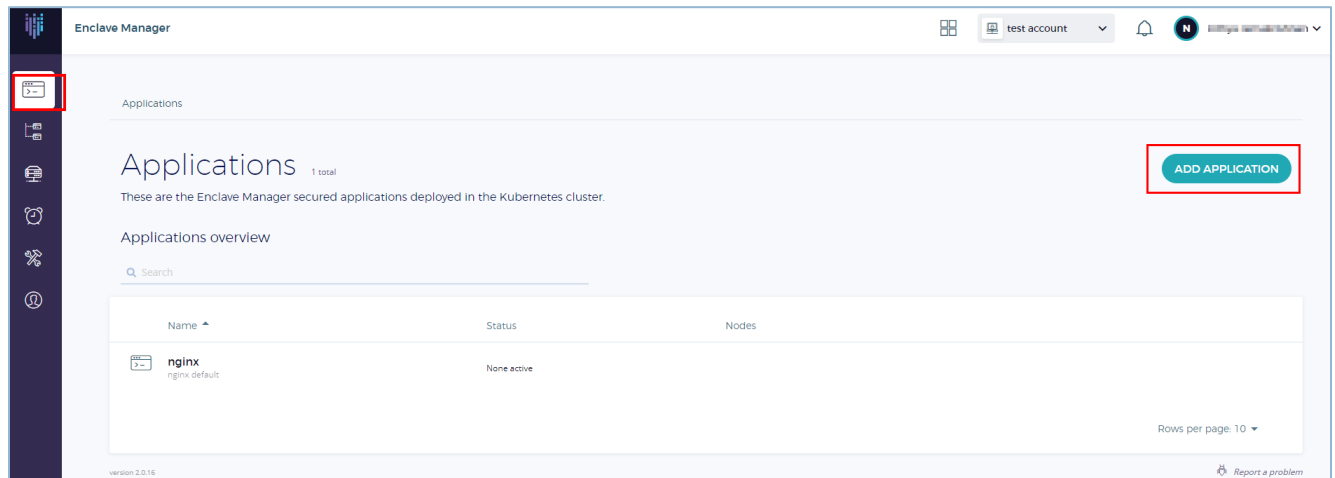 Enclave Manager
test account
N
Applications
Applications 1 total
ADD APPLICATION
These are the Enclave Manager secured applications deployed in the Kubernetes cluster.
Applications overview
Search
Name Status Nodes
nginx None active
nginx default
Rows per page: 10
version 2.0.16 Report a problem